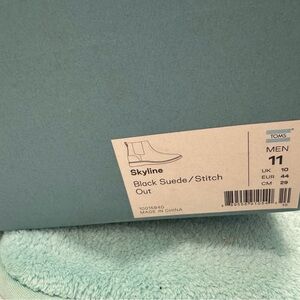 TOMS
MEN
11
UK 10
EUR 44
CM 29
Skyline
Black Suede/Stitch
Out
MADE IN CHINA